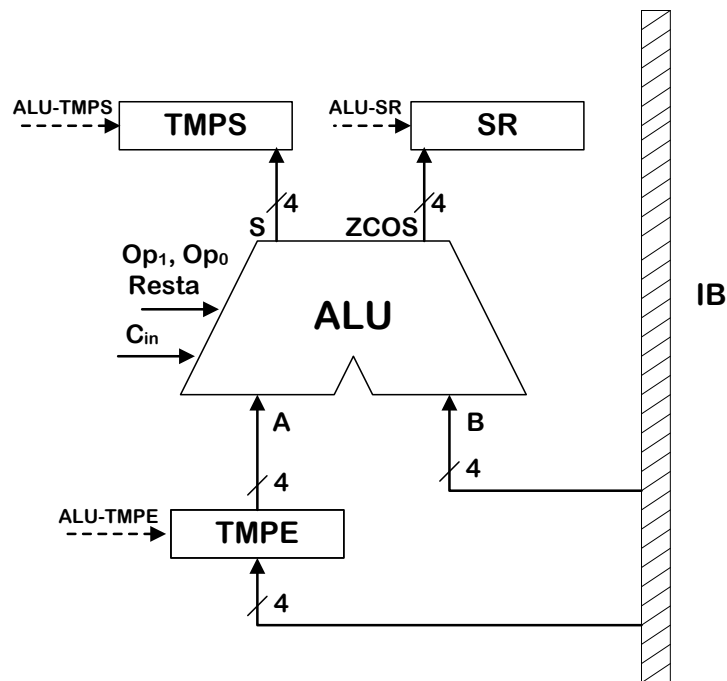 ALU-TMPS
TMPS
ALU-SR
SR
4
4
S
ZCOS
Op₁, Op₀
Resta
ALU
IB
Cin
A
B
4
4
ALU-TMPE
TMPE
4